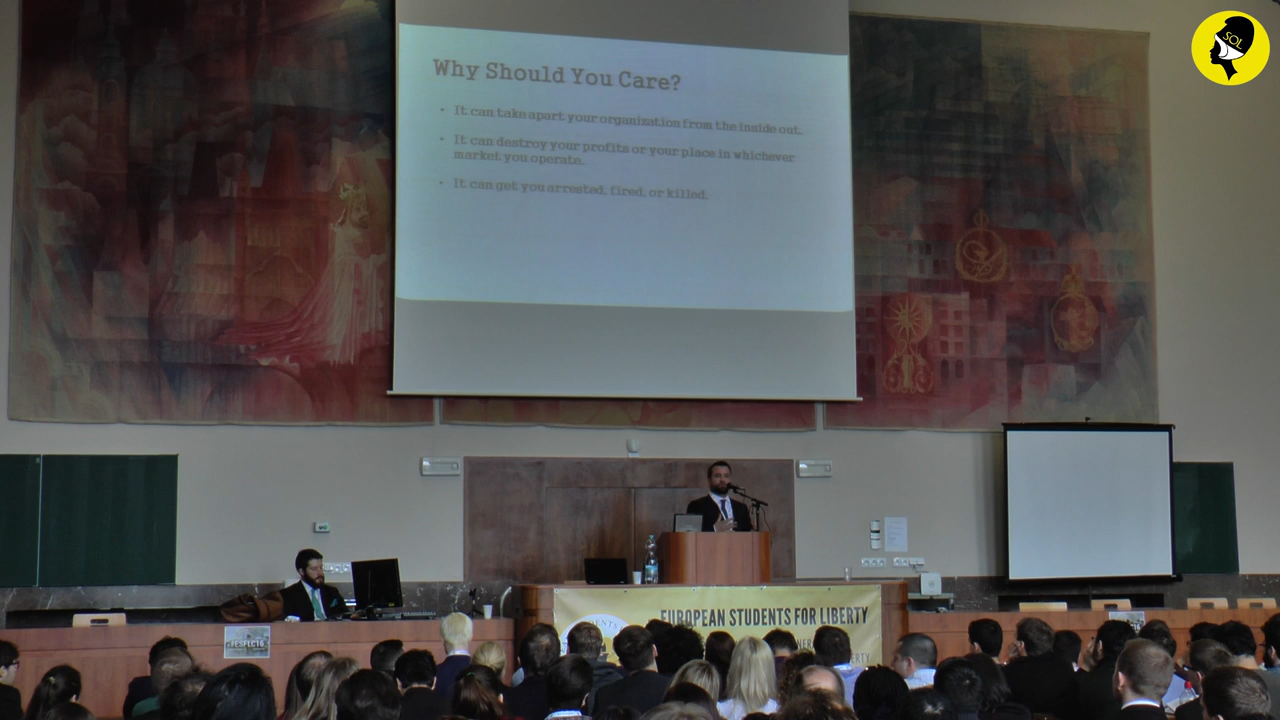 SOL
Why Should You Care?
• It can take apart your organization from the inside out.
• It can destroy your profits or your place in whichever
market you operate.
• It can get you arrested, fired, or killed.
EUROPEAN STUDENTS FOR LIBERTY
#ESFLC16